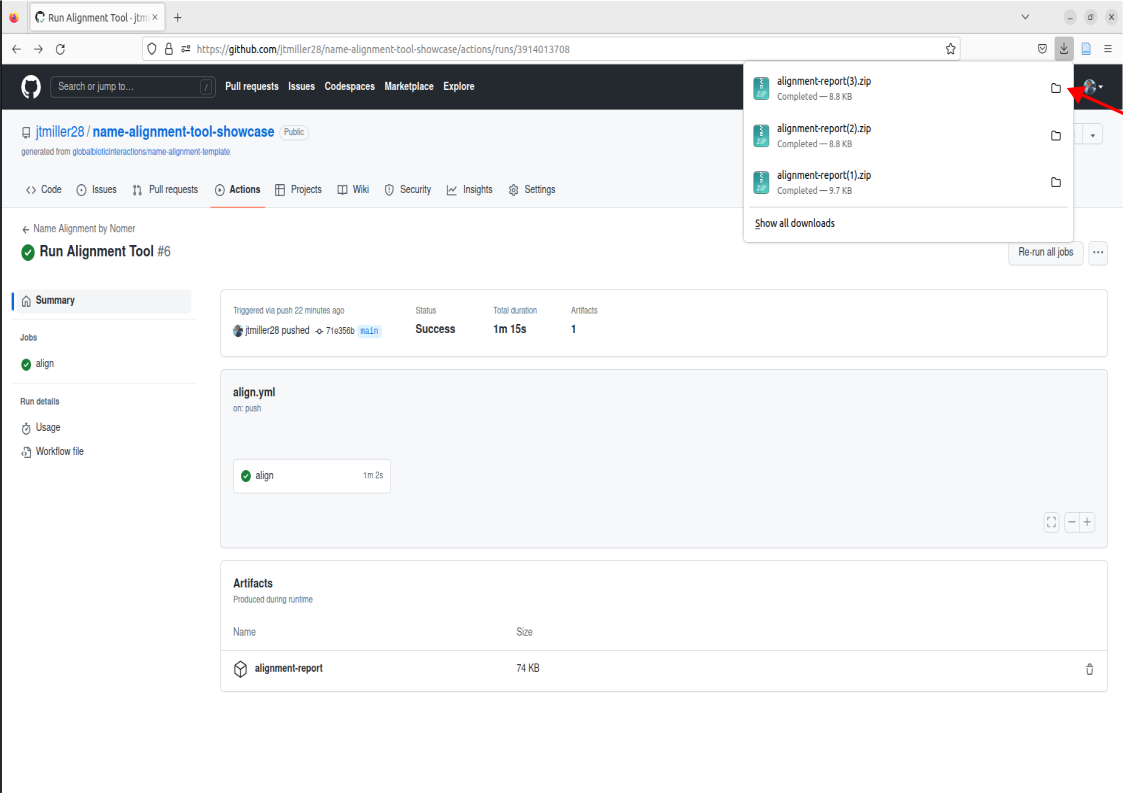 Run Alignment Tool · jtm
https://github.com/jtmiller28/name-alignment-tool-showcase/actions/runs/3914013708
Search or jump to...
/
Pull requests
Issues
Codespaces
Marketplace
Explore
alignment-report(3).zip
Completed — 8.8 KB
alignment-report(2).zip
Completed — 8.8 KB
alignment-report(1).zip
Completed — 9.7 KB
Show all downloads
jtmiller28 / name-alignment-tool-showcase
Public
generated from globalbioticinteractions/name-alignment-template
Code
Issues
Pull requests
Actions
Projects
Wiki
Security
Insights
Settings
Name Alignment by Nomer
Run Alignment Tool #6
Re-run all jobs
Summary
Jobs
align
Run details
Usage
Workflow file
Triggered via push 22 minutes ago
jtmiller28 pushed 71e356b main
Status
Success
Total duration
1m 15s
Artifacts
1
align.yml
on: push
align
1m 2s
Artifacts
Produced during runtime
Name
Size
alignment-report
74 KB